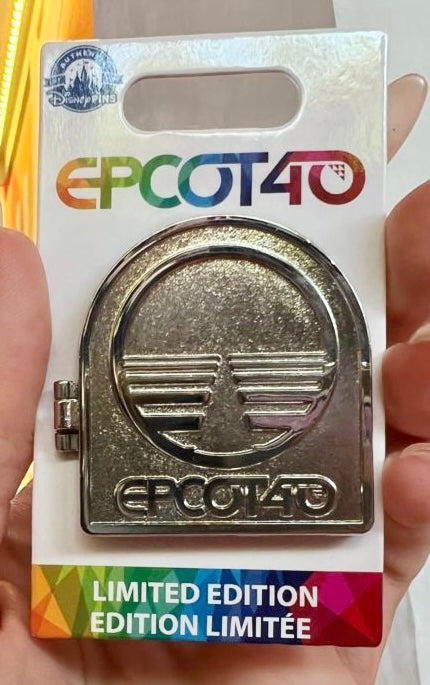 AUTHENTIC
Disney PINS
EPCOT40
EPCOT40
LIMITED EDITION
EDITION LIMITÉE